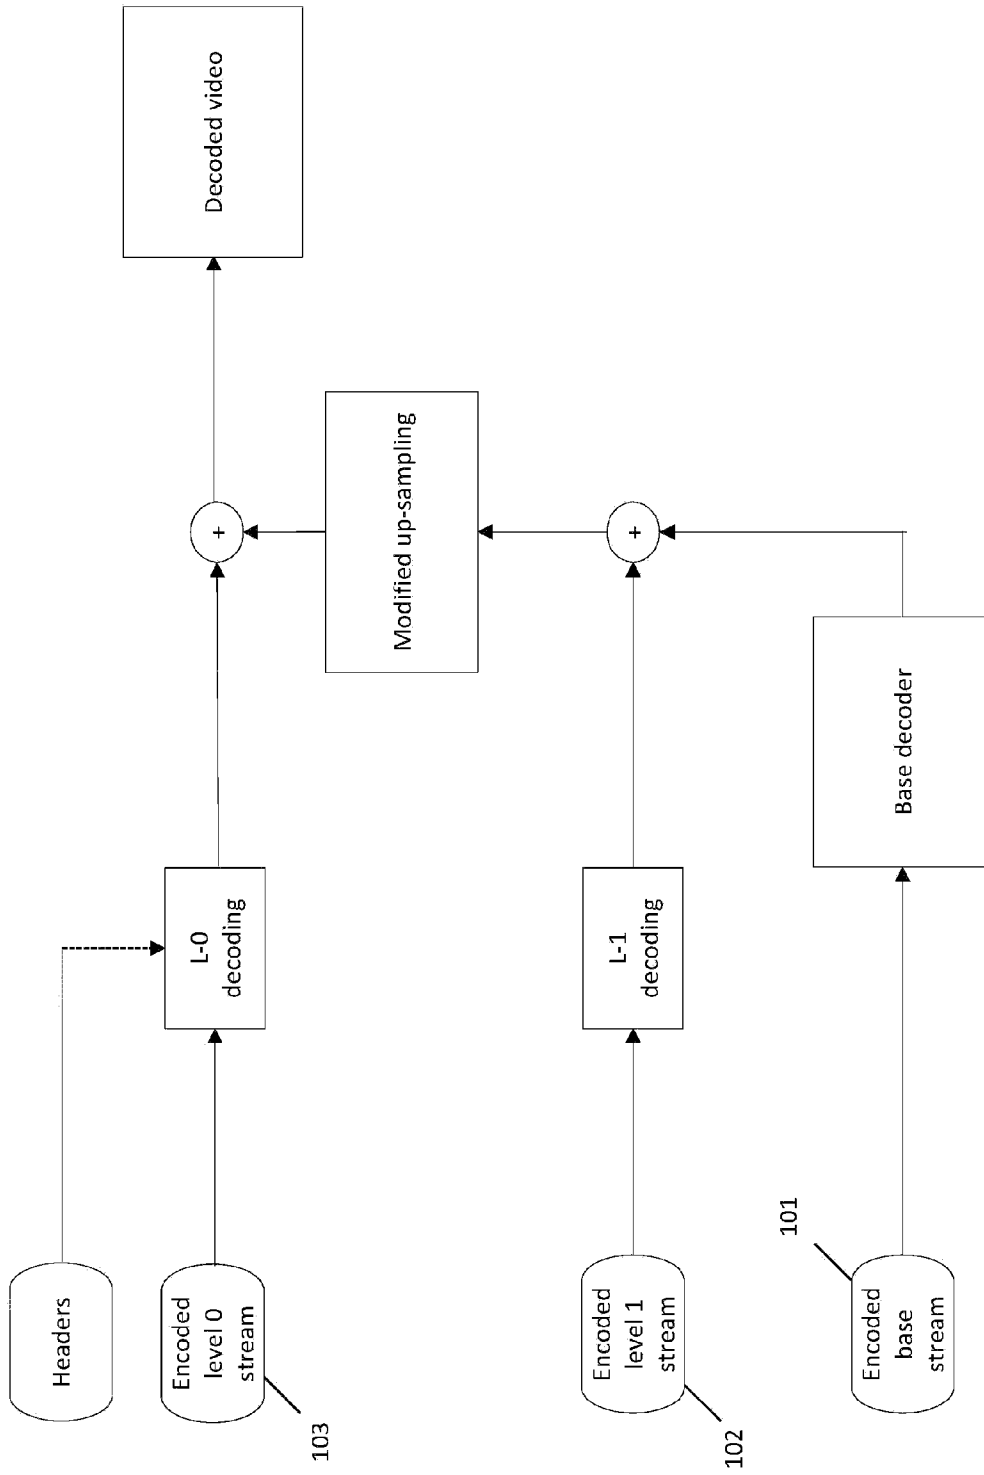 Headers
Encoded
level 0
stream
103
L-0
decoding
+
Decoded video
Modified up-sampling
Encoded
level 1
stream
102
L-1
decoding
+
Encoded
base
stream
101
Base decoder